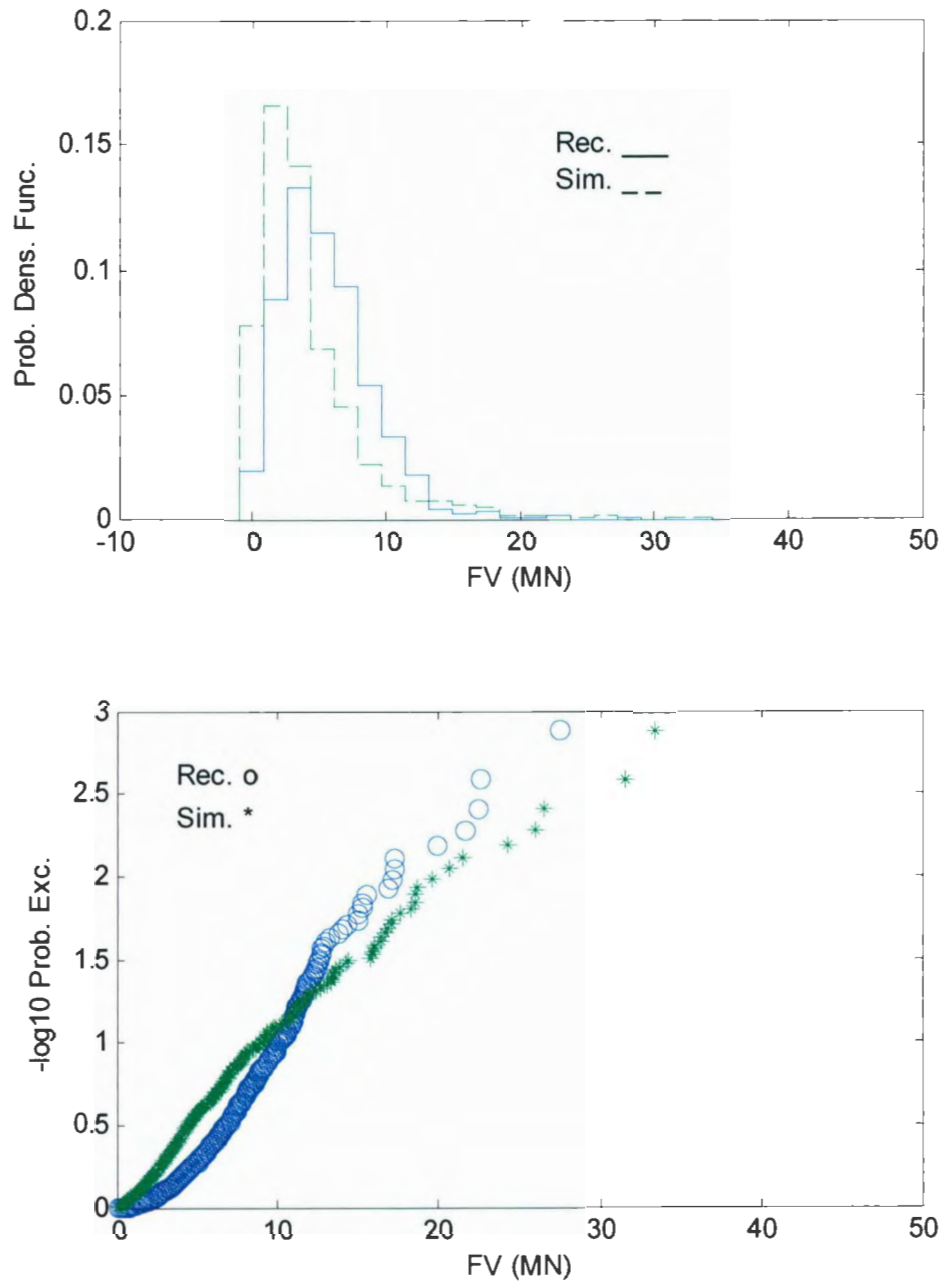 0.2
0.15
0.1
0.05
0
Prob. Dens. Func.
Rec. ___
Sim. _ _
-10 0 10 20 30 40 50
FV (MN)
3
2.5
2
1.5
1
0.5
0
-log10 Prob. Exc.
Rec. o
Sim. *
0 10 20 30 40 50
FV (MN)